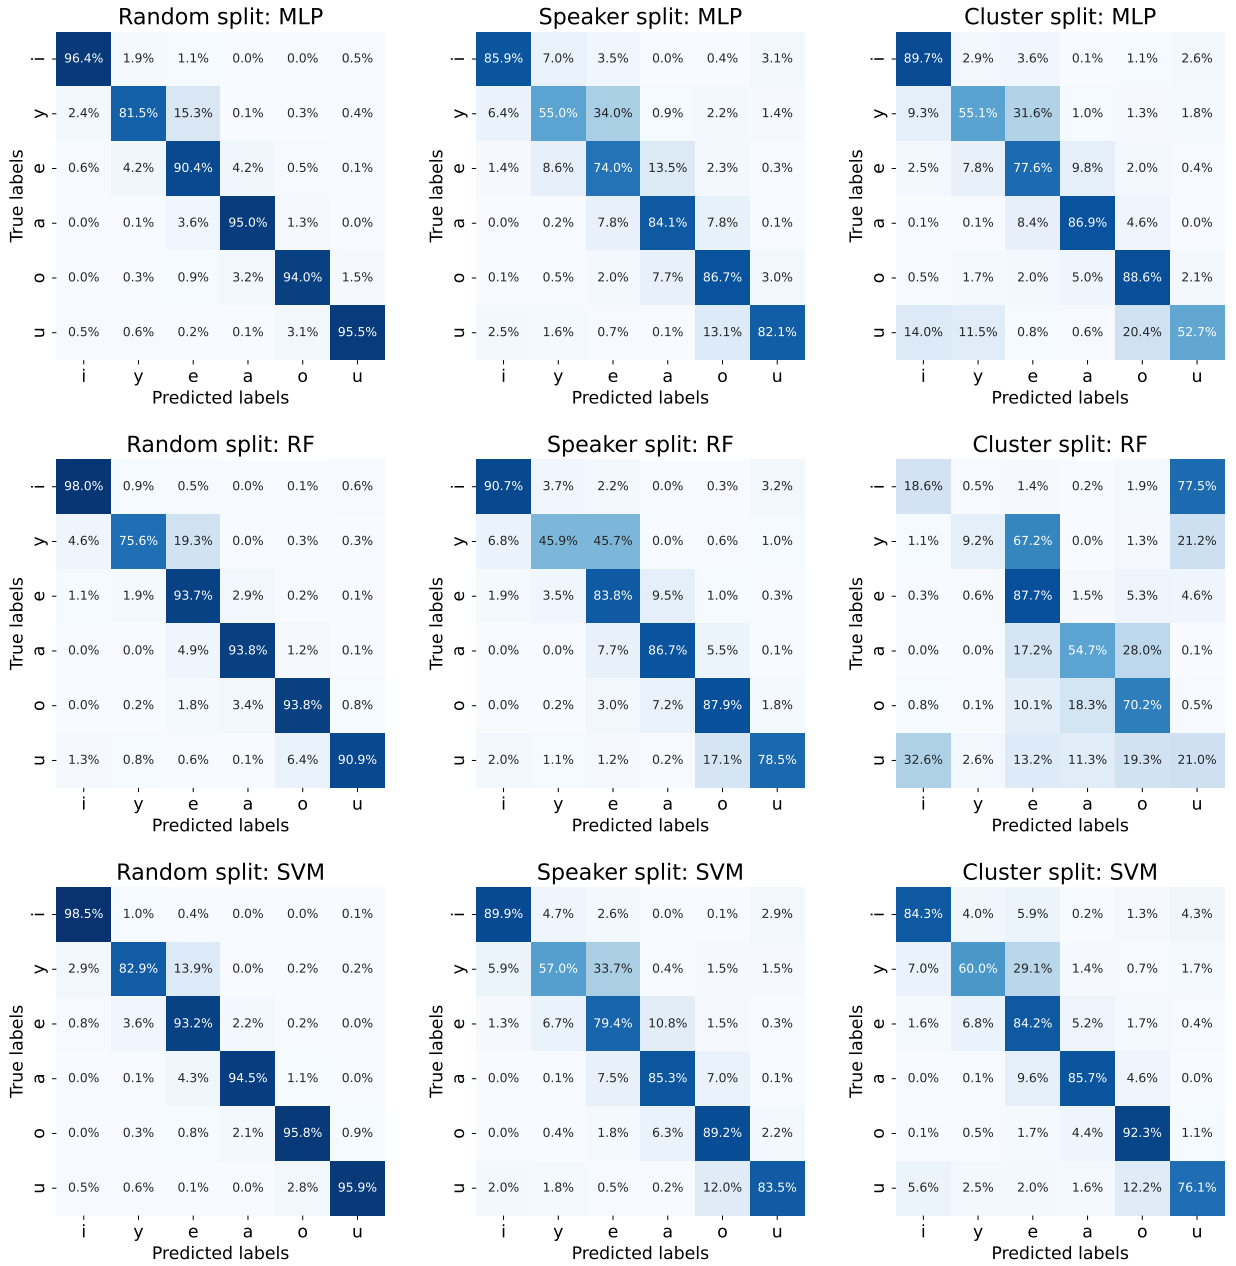 Random split: MLP
True labels
i 96.4% 1.9% 1.1% 0.0% 0.0% 0.5%
y 2.4% 81.5% 15.3% 0.1% 0.3% 0.4%
e 0.6% 4.2% 90.4% 4.2% 0.5% 0.1%
a 0.0% 0.1% 3.6% 95.0% 1.3% 0.0%
o 0.0% 0.3% 0.9% 3.2% 94.0% 1.5%
u 0.5% 0.6% 0.2% 0.1% 3.1% 95.5%
i y e a o u
Predicted labels
Speaker split: MLP
True labels
i 85.9% 7.0% 3.5% 0.0% 0.4% 3.1%
y 6.4% 55.0% 34.0% 0.9% 2.2% 1.4%
e 1.4% 8.6% 74.0% 13.5% 2.3% 0.3%
a 0.0% 0.2% 7.8% 84.1% 7.8% 0.1%
o 0.1% 0.5% 2.0% 7.7% 86.7% 3.0%
u 2.5% 1.6% 0.7% 0.1% 13.1% 82.1%
i y e a o u
Predicted labels
Cluster split: MLP
True labels
i 89.7% 2.9% 3.6% 0.1% 1.1% 2.6%
y 9.3% 55.1% 31.6% 1.0% 1.3% 1.8%
e 2.5% 7.8% 77.6% 9.8% 2.0% 0.4%
a 0.1% 0.1% 8.4% 86.9% 4.6% 0.0%
o 0.5% 1.7% 2.0% 5.0% 88.6% 2.1%
u 14.0% 11.5% 0.8% 0.6% 20.4% 52.7%
i y e a o u
Predicted labels
Random split: RF
True labels
i 98.0% 0.9% 0.5% 0.0% 0.1% 0.6%
y 4.6% 75.6% 19.3% 0.0% 0.3% 0.3%
e 1.1% 1.9% 93.7% 2.9% 0.2% 0.1%
a 0.0% 0.0% 4.9% 93.8% 1.2% 0.1%
o 0.0% 0.2% 1.8% 3.4% 93.8% 0.8%
u 1.3% 0.8% 0.6% 0.1% 6.4% 90.9%
i y e a o u
Predicted labels
Speaker split: RF
True labels
i 90.7% 3.7% 2.2% 0.0% 0.3% 3.2%
y 6.8% 45.9% 45.7% 0.0% 0.6% 1.0%
e 1.9% 3.5% 83.8% 9.5% 1.0% 0.3%
a 0.0% 0.0% 7.7% 86.7% 5.5% 0.1%
o 0.0% 0.2% 3.0% 7.2% 87.9% 1.8%
u 2.0% 1.1% 1.2% 0.2% 17.1% 78.5%
i y e a o u
Predicted labels
Cluster split: RF
True labels
i 18.6% 0.5% 1.4% 0.2% 1.9% 77.5%
y 1.1% 9.2% 67.2% 0.0% 1.3% 21.2%
e 0.3% 0.6% 87.7% 1.5% 5.3% 4.6%
a 0.0% 0.0% 17.2% 54.7% 28.0% 0.1%
o 0.8% 0.1% 10.1% 18.3% 70.2% 0.5%
u 32.6% 2.6% 13.2% 11.3% 19.3% 21.0%
i y e a o u
Predicted labels
Random split: SVM
True labels
i 98.5% 1.0% 0.4% 0.0% 0.0% 0.1%
y 2.9% 82.9% 13.9% 0.0% 0.2% 0.2%
e 0.8% 3.6% 93.2% 2.2% 0.2% 0.0%
a 0.0% 0.1% 4.3% 94.5% 1.1% 0.0%
o 0.0% 0.3% 0.8% 2.1% 95.8% 0.9%
u 0.5% 0.6% 0.1% 0.0% 2.8% 95.9%
i y e a o u
Predicted labels
Speaker split: SVM
True labels
i 89.9% 4.7% 2.6% 0.0% 0.1% 2.9%
y 5.9% 57.0% 33.7% 0.4% 1.5% 1.5%
e 1.3% 6.7% 79.4% 10.8% 1.5% 0.3%
a 0.0% 0.1% 7.5% 85.3% 7.0% 0.1%
o 0.0% 0.4% 1.8% 6.3% 89.2% 2.2%
u 2.0% 1.8% 0.5% 0.2% 12.0% 83.5%
i y e a o u
Predicted labels
Cluster split: SVM
True labels
i 84.3% 4.0% 5.9% 0.2% 1.3% 4.3%
y 7.0% 60.0% 29.1% 1.4% 0.7% 1.7%
e 1.6% 6.8% 84.2% 5.2% 1.7% 0.4%
a 0.0% 0.1% 9.6% 85.7% 4.6% 0.0%
o 0.1% 0.5% 1.7% 4.4% 92.3% 1.1%
u 5.6% 2.5% 2.0% 1.6% 12.2% 76.1%
i y e a o u
Predicted labels